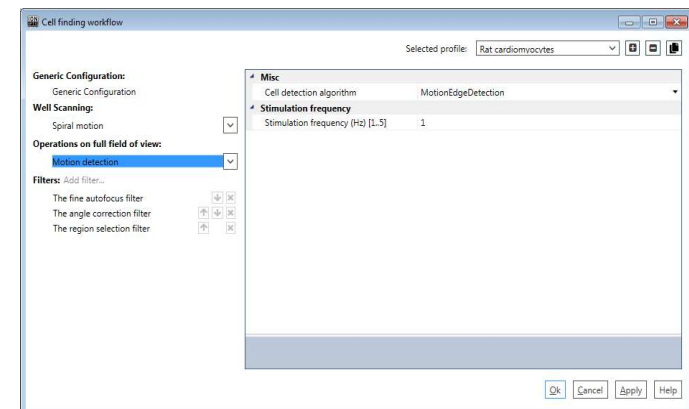 Cell finding workflow
Selected profile: Rat cardiomyocytes
Generic Configuration:
Generic Configuration
Well Scanning:
Spiral motion
Operations on full field of view:
Motion detection
Filters: Add filter...
The fine autofocus filter
The angle correction filter
The region selection filter
Misc
Cell detection algorithm MotionEdgeDetection
Stimulation frequency
Stimulation frequency (Hz) [1..5] 1
Ok Cancel Apply Help